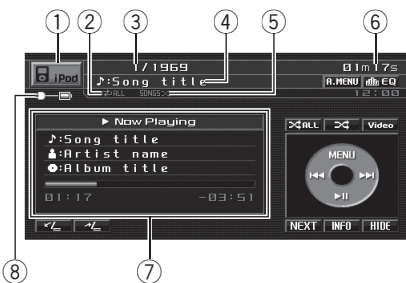 ① ② ③ ④ ⑤ ⑥
iPod
1/1969
01m17s
♪:Song title
A.MENU EQ
ALL SONGS
12:00
► Now Playing
♪:Song title
:Artist name
:Album title
01:17 -03:51
ALL Video
MENU
NEXT INFO HIDE
⑧ ⑦